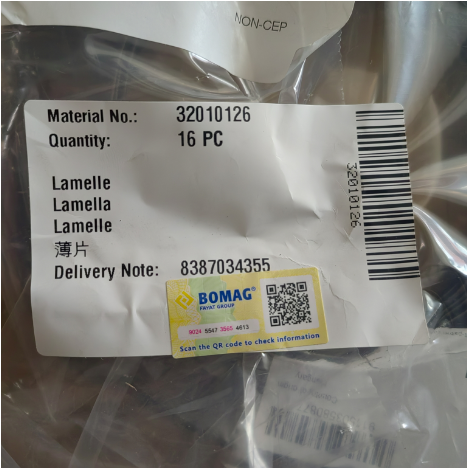 NON-CEP
Material No.: 32010126
Quantity: 16 PC
32010126
Lamelle
Lamella
Lamelle
薄片
Delivery Note: 8387034355
BOMAG®
FAYAT GROUP
9024 5547 3565 4613
Scan the QR code to check information